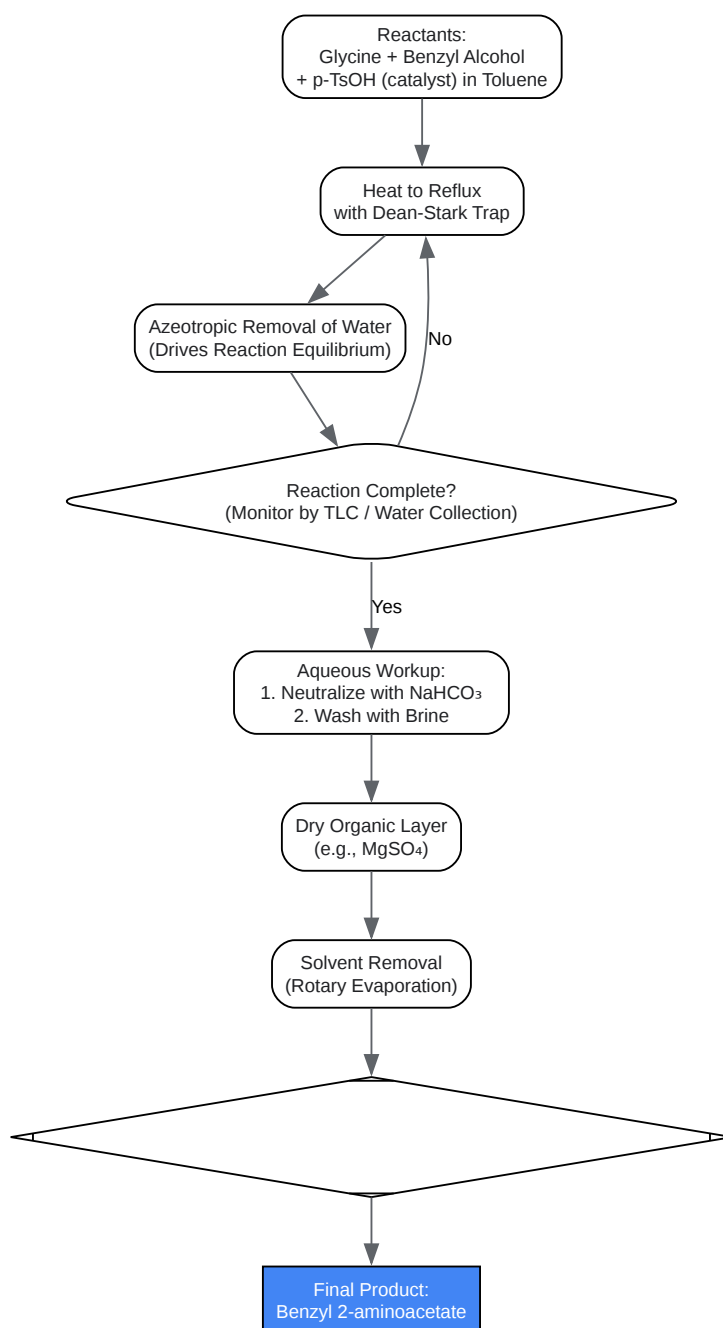 Reactants:
Glycine + Benzyl Alcohol
+ p-TsOH (catalyst) in Toluene
Heat to Reflux
with Dean-Stark Trap
Azeotropic Removal of Water
(Drives Reaction Equilibrium)
No
Reaction Complete?
(Monitor by TLC / Water Collection)
Yes
Aqueous Workup:
1. Neutralize with NaHCO₃
2. Wash with Brine
Dry Organic Layer
(e.g., MgSO₄)
Solvent Removal
(Rotary Evaporation)
Final Product:
Benzyl 2-aminoacetate